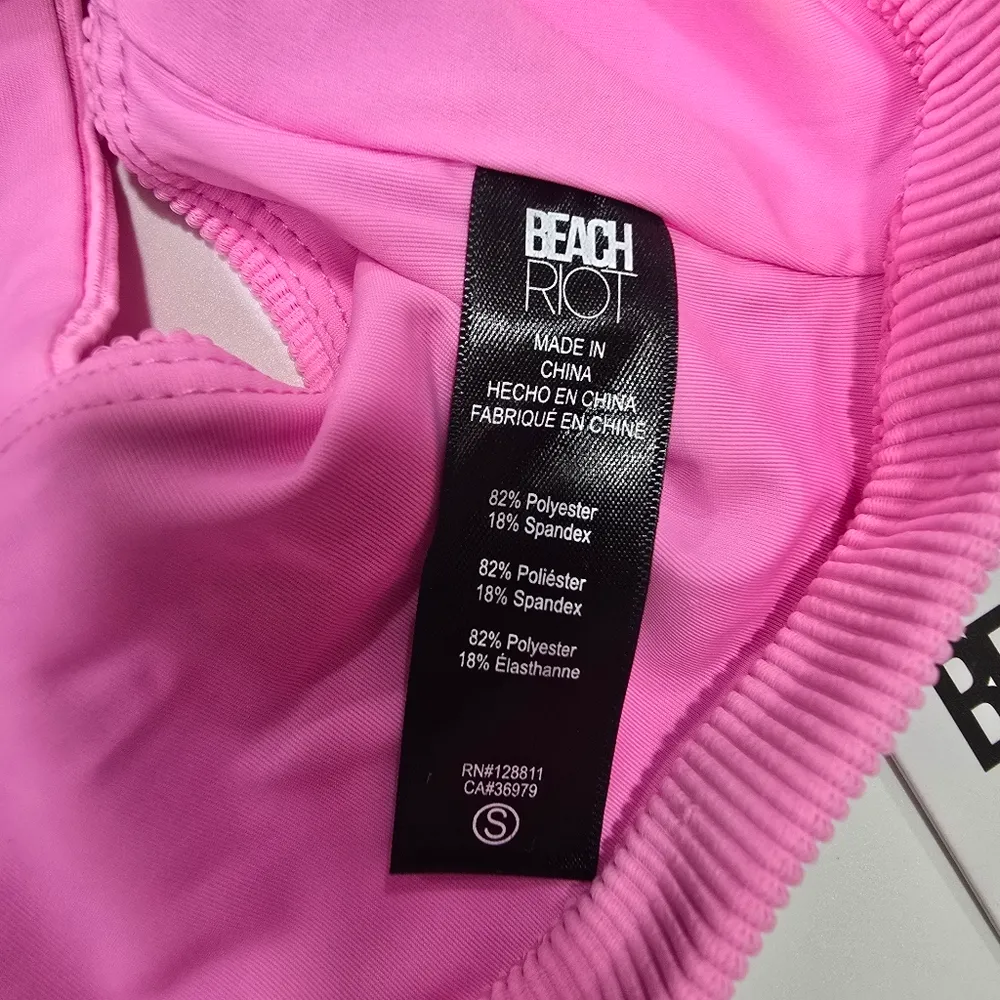 BEACH
RIOT
MADE IN
CHINA
HECHO EN CHINA
FABRIQUÉ EN CHINE
82% Polyester
18% Spandex
82% Poliéster
18% Spandex
82% Polyester
18% Élasthanne
RN#128811
CA#36979
S